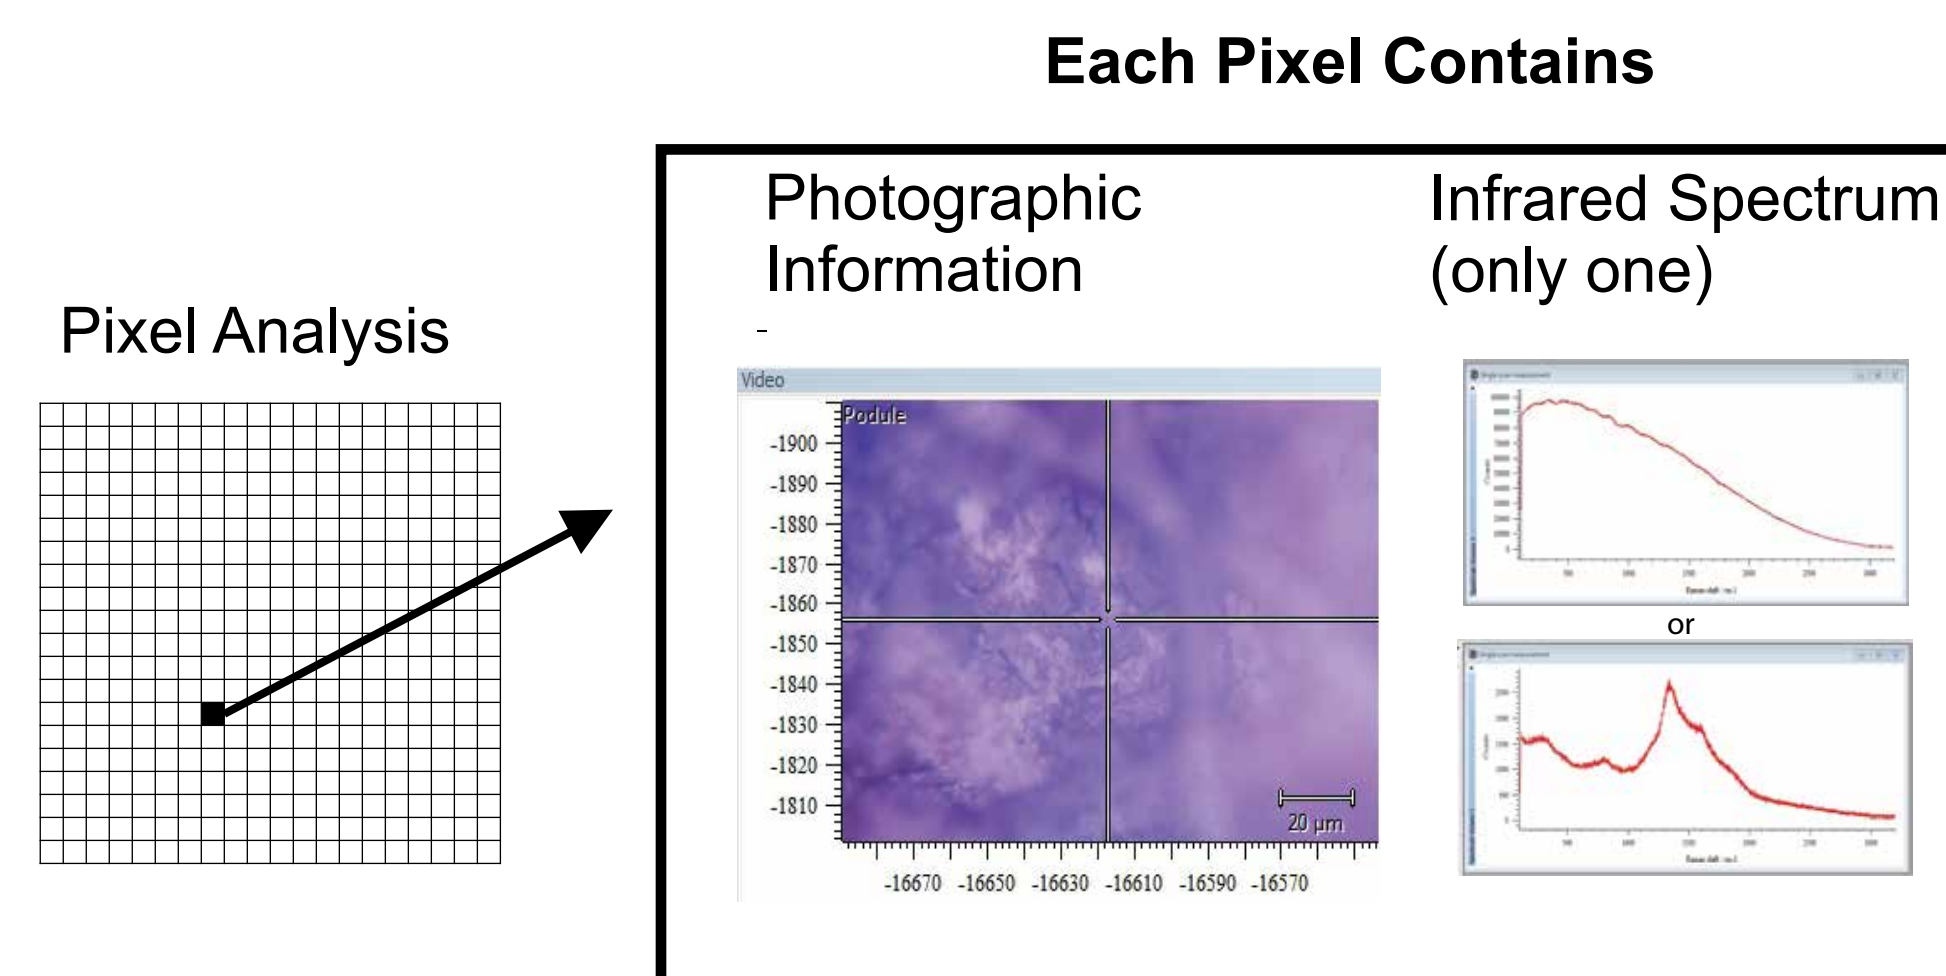 Each Pixel Contains
Pixel Analysis
Photographic
Information
Infrared Spectrum
(only one)
Video
Podule
-1900
-1890
-1880
-1870
-1860
-1850
-1840
-1830
-1820
-1810
20 µm
-16670 -16650 -16630 -16610 -16590 -16570
or